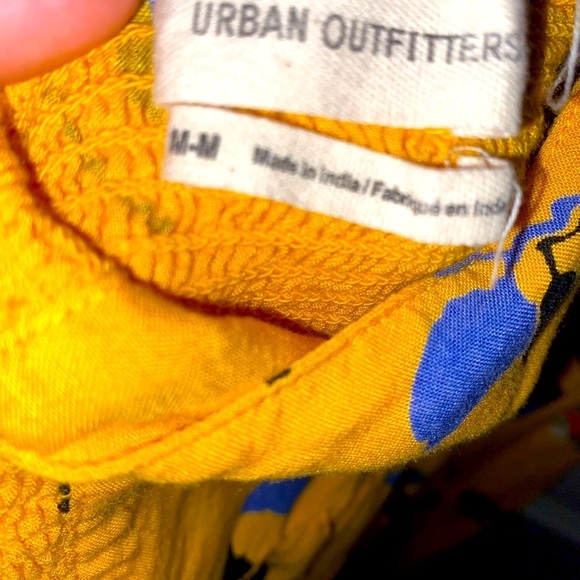 URBAN OUTFITTERS
M-M Made in India / Fabriqué en Inde